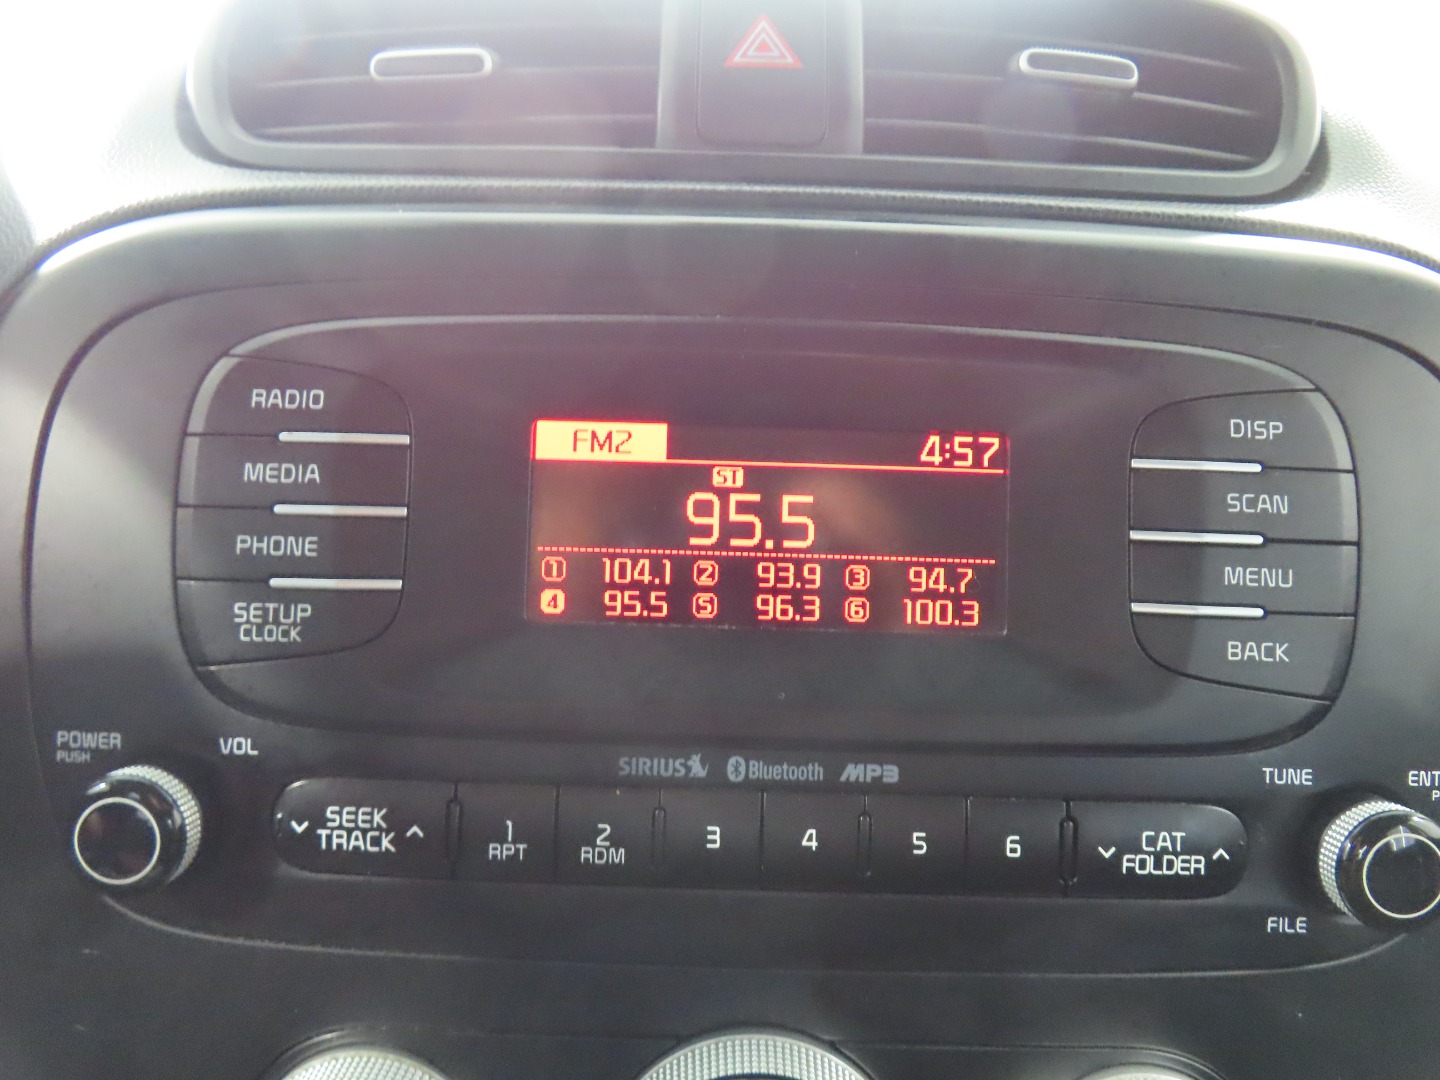 FM2 4:57
ST
95.5
1 104.1 2 93.9 3 94.7
4 95.5 5 96.3 6 100.3
RADIO
MEDIA
PHONE
SETUP
CLOCK
DISP
SCAN
MENU
BACK
POWER
PUSH
VOL
SIRIUS Bluetooth MP3
TUNE
SEEK
TRACK
1
RPT
2
RDM
3
4
5
6
CAT
FOLDER
FILE